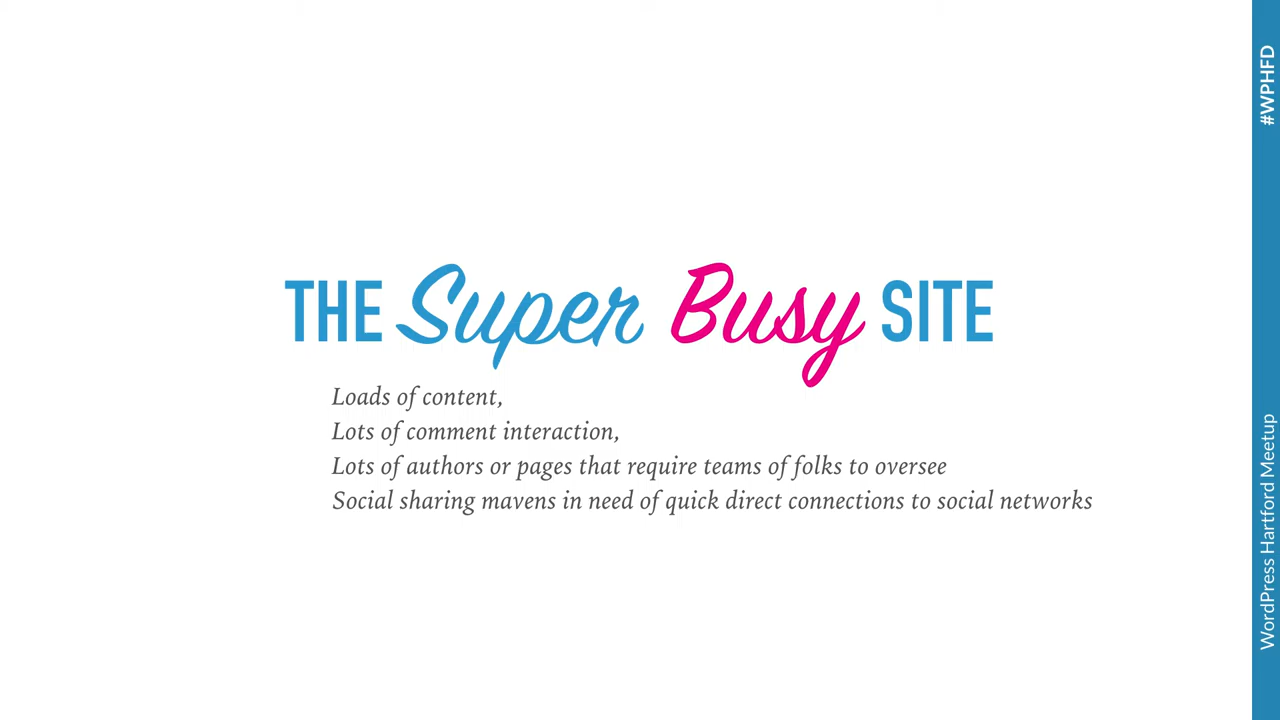 THE Super Busy SITE
Loads of content,
Lots of comment interaction,
Lots of authors or pages that require teams of folks to oversee
Social sharing mavens in need of quick direct connections to social networks
#WPHFD
WordPress Hartford Meetup